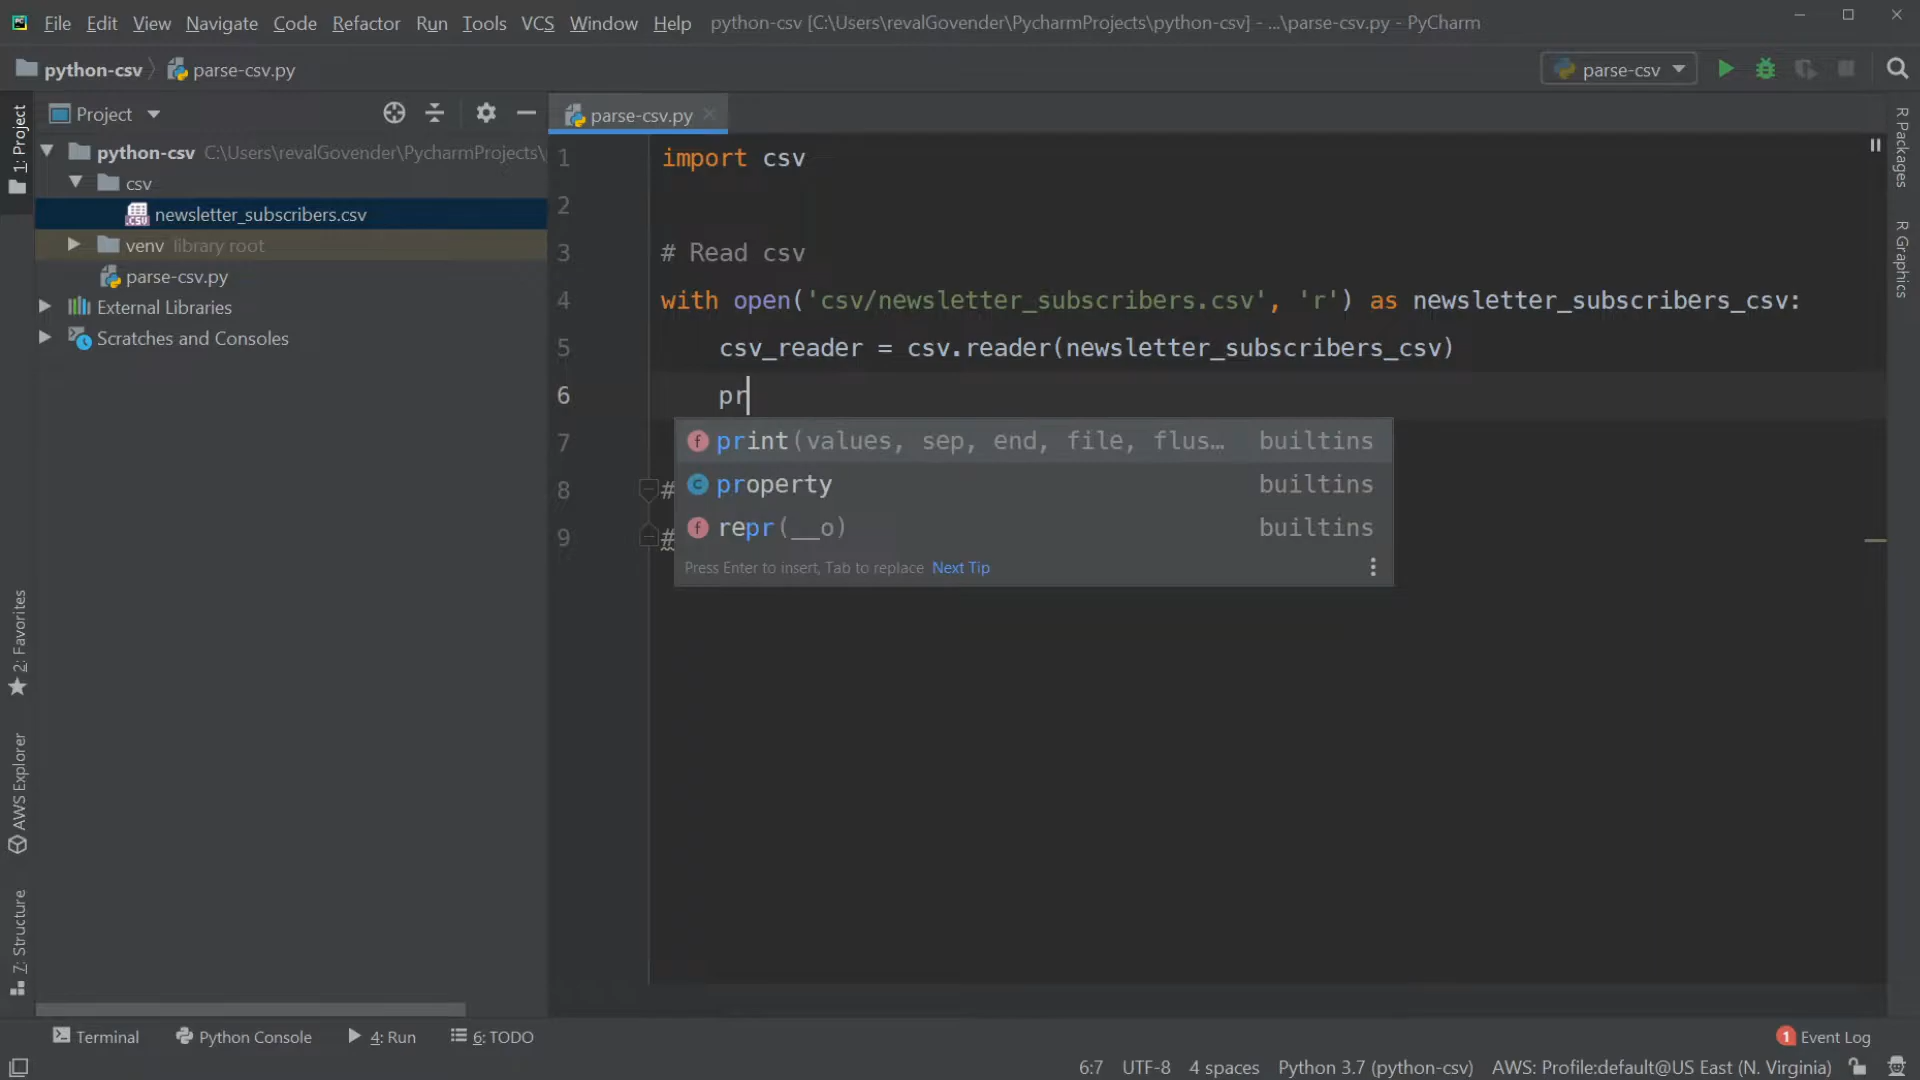 File Edit View Navigate Code Refactor Run Tools VCS Window Help python-csv [C:\Users\revalGovender\PycharmProjects\python-csv] - ...\parse-csv.py - PyCharm
python-csv parse-csv.py parse-csv
1: Project
Project
parse-csv.py
python-csv C:\Users\revalGovender\PycharmProjects\
csv
newsletter_subscribers.csv
venv library root
parse-csv.py
External Libraries
Scratches and Consoles
1 import csv
2
3 # Read csv
4 with open('csv/newsletter_subscribers.csv', 'r') as newsletter_subscribers_csv:
5 csv_reader = csv.reader(newsletter_subscribers_csv)
6 pr
7
8 #
9 #
print(values, sep, end, file, flus... builtins
property builtins
repr(__o) builtins
Press Enter to insert, Tab to replace Next Tip
R Packages
R Graphics
2: Favorites
AWS Explorer
7: Structure
Terminal Python Console 4: Run 6: TODO 1 Event Log
6:7 UTF-8 4 spaces Python 3.7 (python-csv) AWS: Profile:default@US East (N. Virginia)